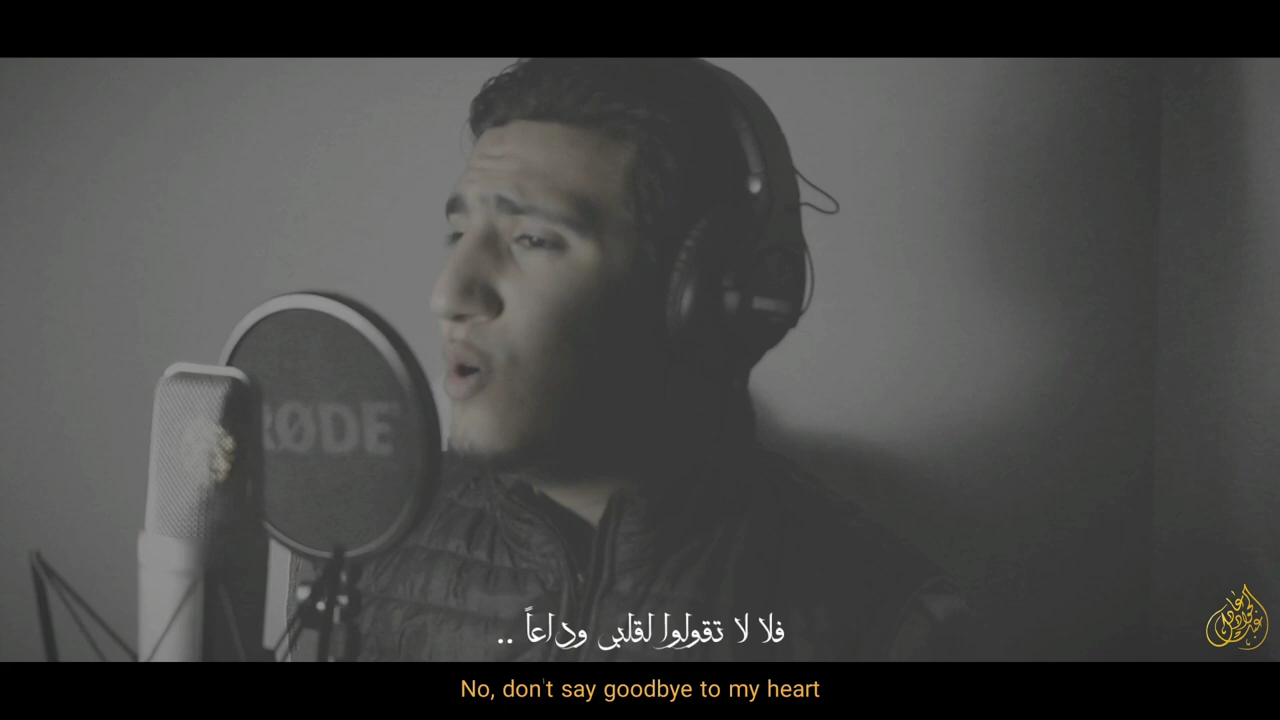 RØDE
فلا لا تقولوا لقلبي وداعاً ..
No, don't say goodbye to my heart